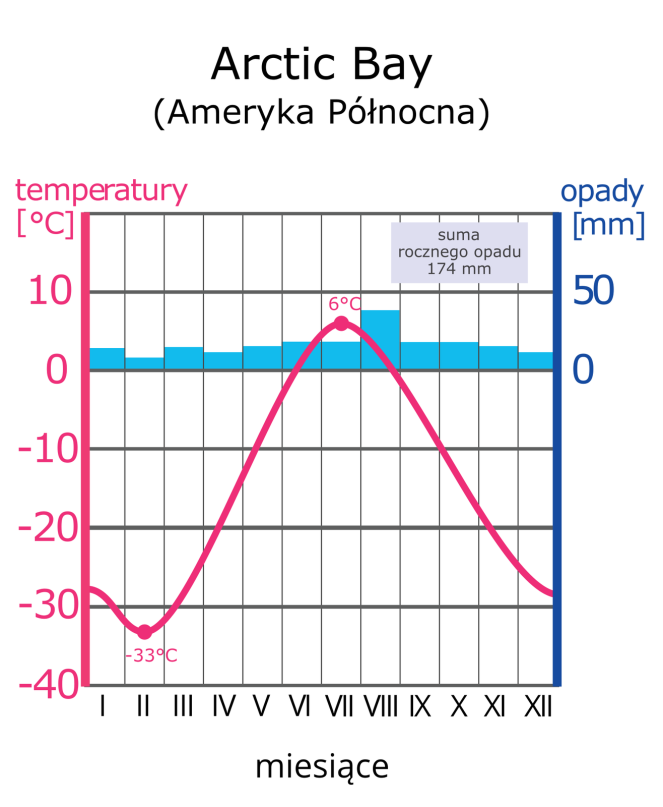 Arctic Bay
(Ameryka Północna)
temperatury
[°C]
opady
[mm]
suma
rocznego opadu
174 mm
10
50
6°C
0
0
-10
-20
-30
-33°C
-40
I II III IV V VI VII VIII IX X XI XII
miesiące